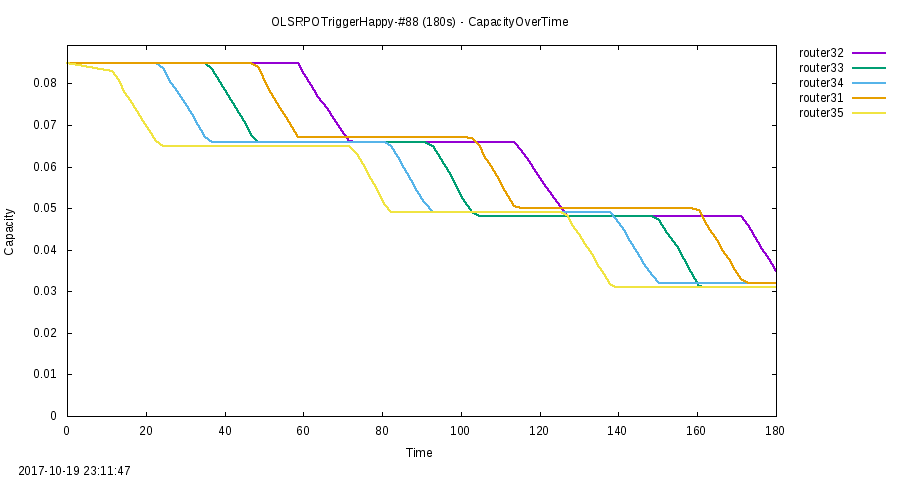 OLSRPOTriggerHappy-#88 (180s) - CapacityOverTime
router32
router33
router34
router31
router35
0.08
0.07
0.06
0.05
0.04
0.03
0.02
0.01
0
Capacity
0 20 40 60 80 100 120 140 160 180
Time
2017-10-19 23:11:47